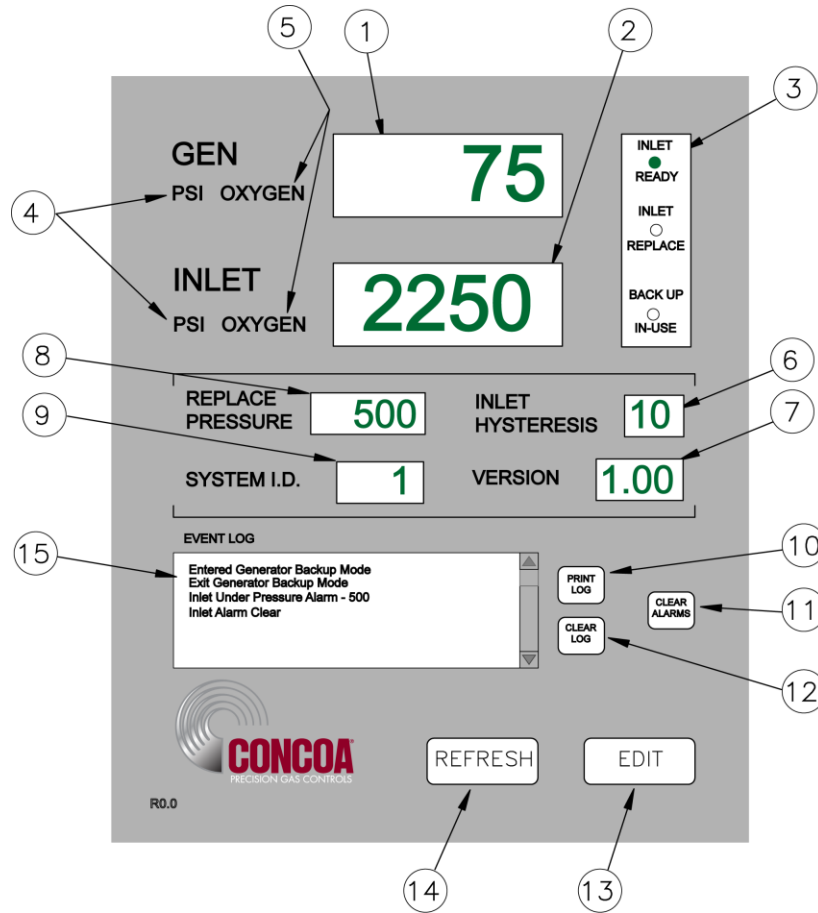 5
1
2
3
GEN
75
PSI OXYGEN
4
INLET
READY
INLET
REPLACE
BACK UP
IN-USE
INLET
2250
PSI OXYGEN
8
REPLACE
PRESSURE
500
INLET
HYSTERESIS
10
6
9
SYSTEM I.D.
1
VERSION
1.00
7
EVENT LOG
15
Entered Generator Backup Mode
Exit Generator Backup Mode
Inlet Under Pressure Alarm - 500
Inlet Alarm Clear
PRINT
LOG
10
CLEAR
ALARMS
11
CLEAR
LOG
12
CONCOA®
PRECISION GAS CONTROLS
REFRESH
EDIT
R0.0
14
13